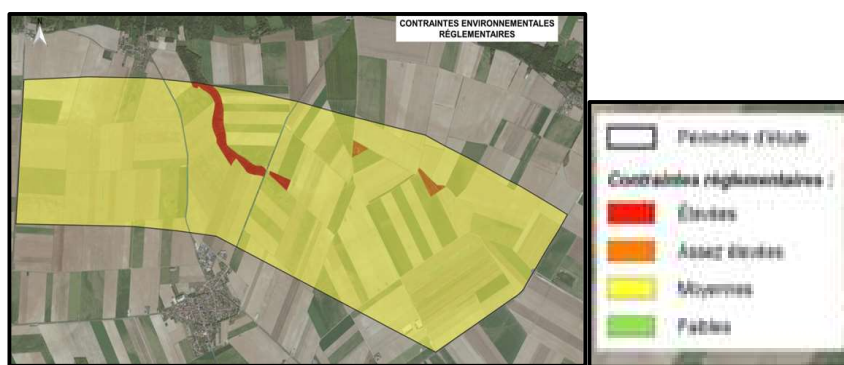 N
CONTRAINTES ENVIRONNEMENTALES
RÉGLEMENTAIRES
Périmètre d'étude
Contraintes réglementaires :
Élevées
Assez élevées
Moyennes
Faibles